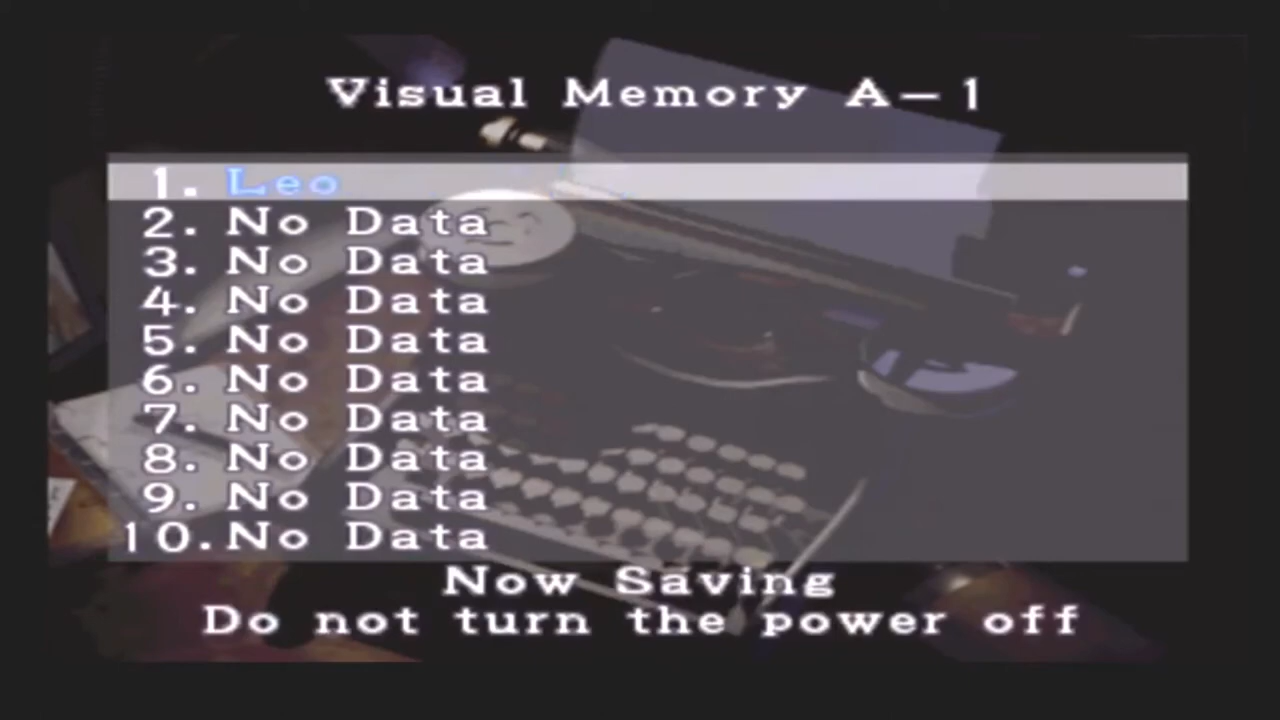 Visual Memory A-1
1. Leo
2. No Data
3. No Data
4. No Data
5. No Data
6. No Data
7. No Data
8. No Data
9. No Data
10. No Data
Now Saving
Do not turn the power off